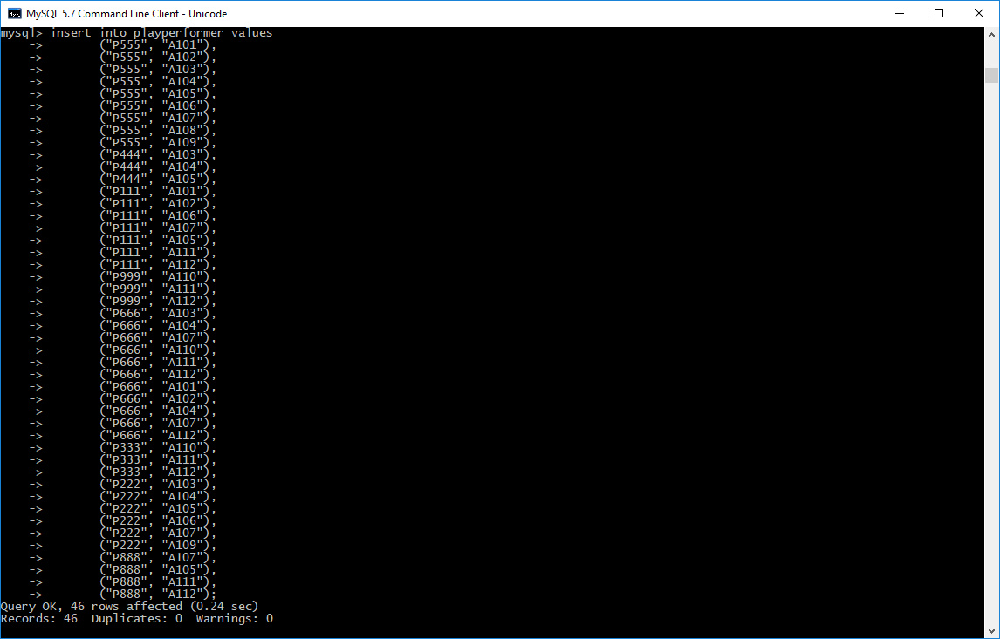 MySQL 5.7 Command Line Client - Unicode
mysql> insert into playperformer values
    ->        ("P555", "A101"),
    ->        ("P555", "A102"),
    ->        ("P555", "A103"),
    ->        ("P555", "A104"),
    ->        ("P555", "A105"),
    ->        ("P555", "A106"),
    ->        ("P555", "A107"),
    ->        ("P555", "A108"),
    ->        ("P555", "A109"),
    ->        ("P444", "A103"),
    ->        ("P444", "A104"),
    ->        ("P444", "A105"),
    ->        ("P111", "A101"),
    ->        ("P111", "A102"),
    ->        ("P111", "A106"),
    ->        ("P111", "A107"),
    ->        ("P111", "A105"),
    ->        ("P111", "A111"),
    ->        ("P111", "A112"),
    ->        ("P999", "A110"),
    ->        ("P999", "A111"),
    ->        ("P999", "A112"),
    ->        ("P666", "A103"),
    ->        ("P666", "A104"),
    ->        ("P666", "A107"),
    ->        ("P666", "A110"),
    ->        ("P666", "A111"),
    ->        ("P666", "A112"),
    ->        ("P666", "A101"),
    ->        ("P666", "A102"),
    ->        ("P666", "A104"),
    ->        ("P666", "A107"),
    ->        ("P666", "A112"),
    ->        ("P333", "A110"),
    ->        ("P333", "A111"),
    ->        ("P333", "A112"),
    ->        ("P222", "A103"),
    ->        ("P222", "A104"),
    ->        ("P222", "A105"),
    ->        ("P222", "A106"),
    ->        ("P222", "A107"),
    ->        ("P222", "A109"),
    ->        ("P888", "A107"),
    ->        ("P888", "A105"),
    ->        ("P888", "A111"),
    ->        ("P888", "A112");
Query OK, 46 rows affected (0.24 sec)
Records: 46  Duplicates: 0  Warnings: 0